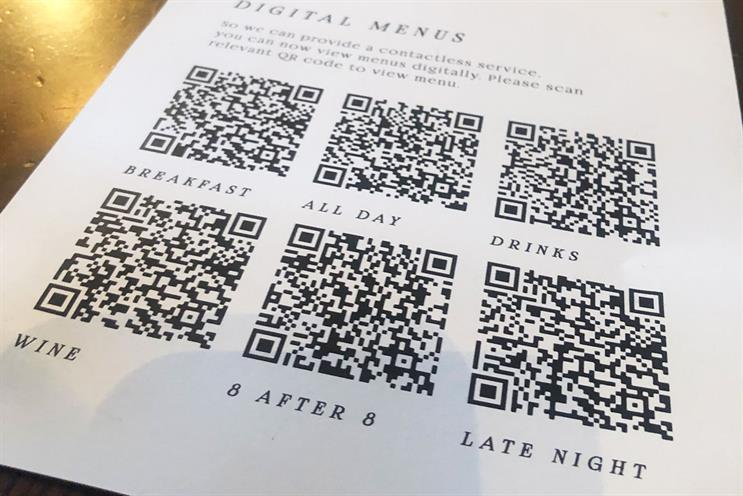 DIGITAL MENUS
So we can provide a contactless service,
you can now view menus digitally. Please scan
relevant QR code to view menu.
BREAKFAST
ALL DAY
DRINKS
WINE
8 AFTER 8
LATE NIGHT